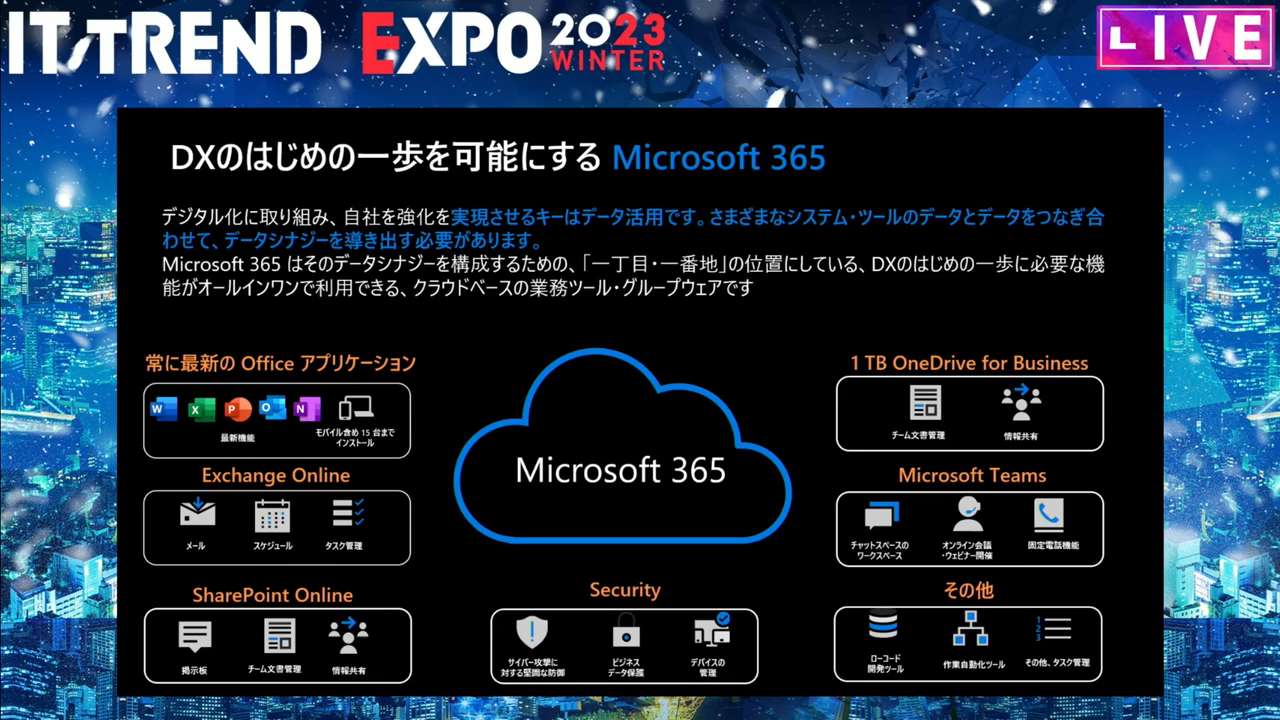 IT TREND EXPO 2023 WINTER
LIVE
DXのはじめの一歩を可能にする Microsoft 365
デジタル化に取り組み、自社を強化を実現させるキーはデータ活用です。さまざまなシステム・ツールのデータとデータをつなぎ合
わせて、データシナジーを導き出す必要があります。
Microsoft 365 はそのデータシナジーを構成するための、「一丁目・一番地」の位置にしている、DXのはじめの一歩に必要な機
能がオールインワンで利用できる、クラウドベースの業務ツール・グループウェアです
常に最新の Office アプリケーション
W X P O N
最新機能
モバイル含め 15 台まで
インストール
Exchange Online
メール
スケジュール
タスク管理
SharePoint Online
掲示板
チーム文書管理
情報共有
Microsoft 365
Security
サイバー攻撃に
対する堅固な防御
ビジネス
データ保護
デバイスの
管理
1 TB OneDrive for Business
チーム文書管理
情報共有
Microsoft Teams
チャットスペースの
ワークスペース
オンライン会議
・ウェビナー開催
固定電話機能
その他
ローコード
開発ツール
作業自動化ツール
1
2
3
その他、タスク管理